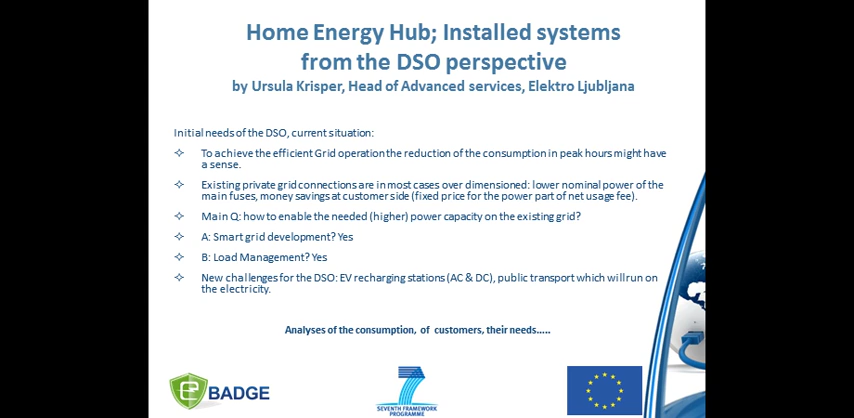 Home Energy Hub; Installed systems
from the DSO perspective
by Ursula Krisper, Head of Advanced services, Elektro Ljubljana
Initial needs of the DSO, current situation:
To achieve the efficient Grid operation the reduction of the consumption in peak hours might have
a sense.
Existing private grid connections are in most cases over dimensioned: lower nominal power of the
main fuses, money savings at customer side (fixed price for the power part of net usage fee).
Main Q: how to enable the needed (higher) power capacity on the existing grid?
A: Smart grid development? Yes
B: Load Management? Yes
New challenges for the DSO: EV recharging stations (AC & DC), public transport which will run on
the electricity.
Analyses of the consumption, of customers, their needs.....
e BADGE
7
SEVENTH FRAMEWORK
PROGRAMME